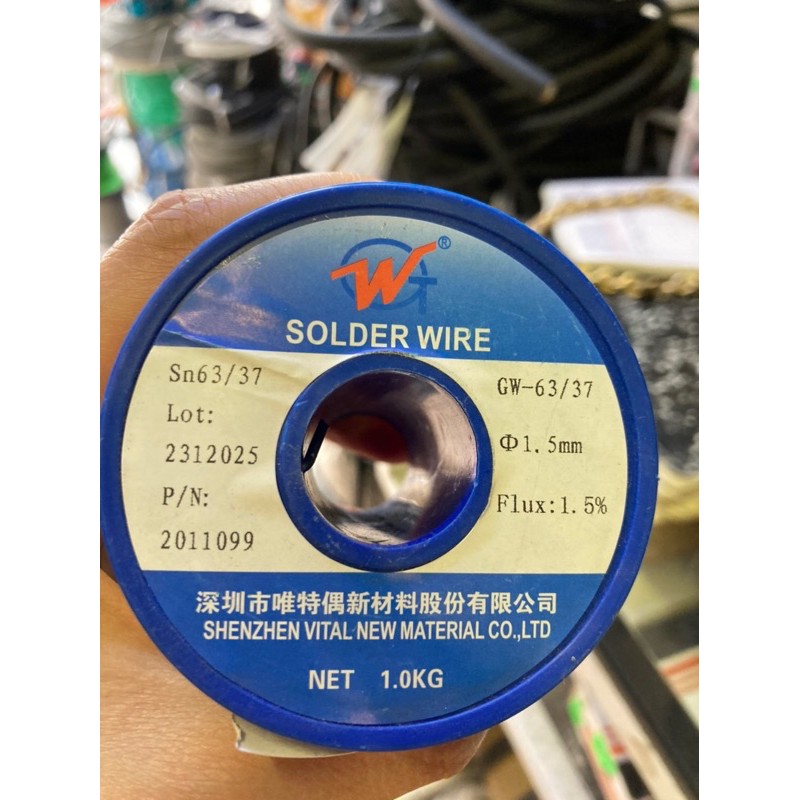 GWT®
SOLDER WIRE
Sn63/37
Lot:
2312025
P/N:
2011099
GW-63/37
Φ1.5mm
Flux:1.5%
深圳市唯特偶新材料股份有限公司
SHENZHEN VITAL NEW MATERIAL CO.,LTD
NET 1.0KG